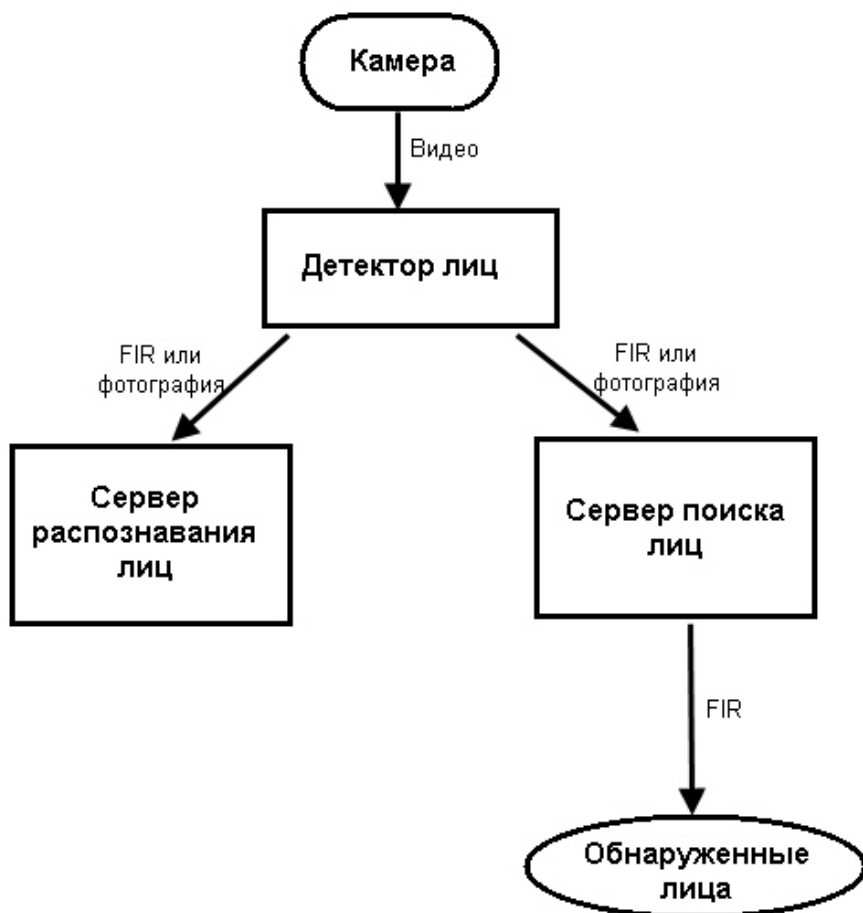 Камера
Видео
Детектор лиц
FIR или
фотография
FIR или
фотография
Сервер
распознавания
лиц
Сервер поиска
лиц
FIR
Обнаруженные
лица